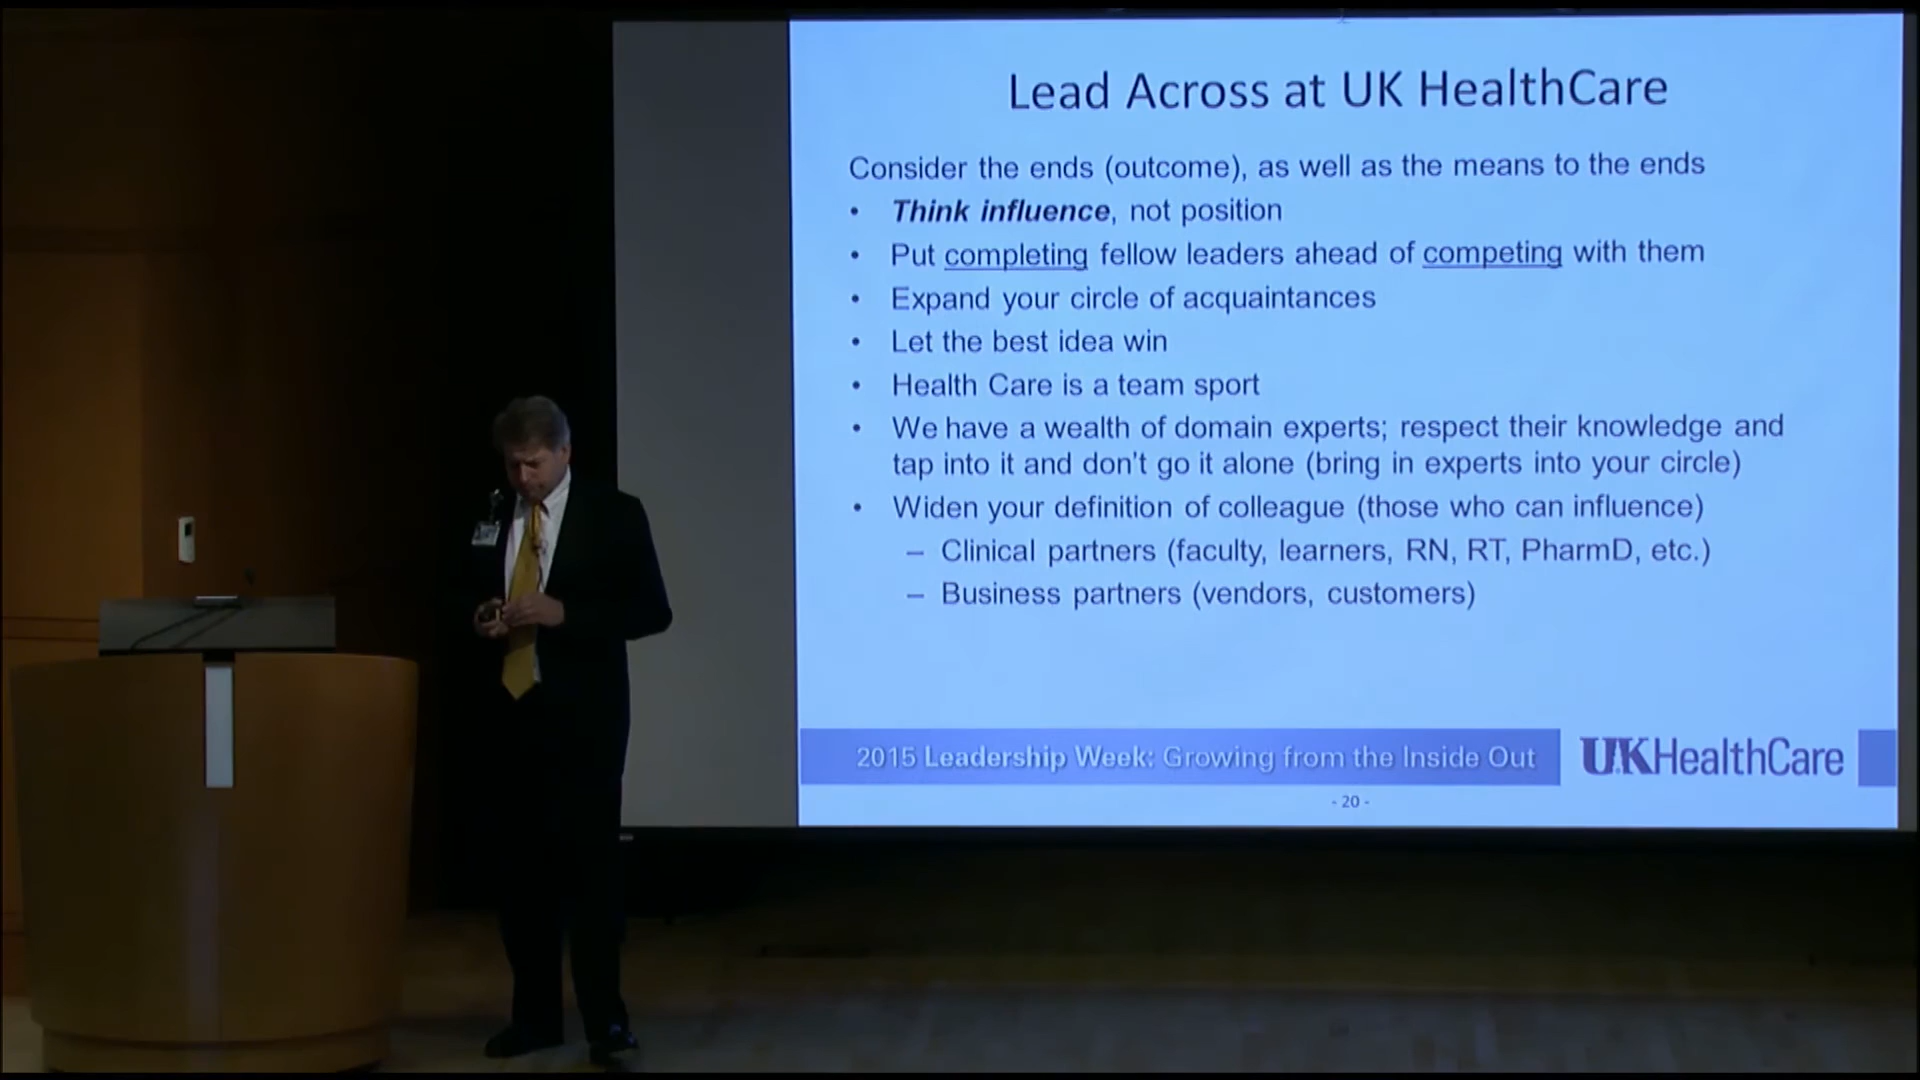 Lead Across at UK HealthCare
Consider the ends (outcome), as well as the means to the ends
• Think influence, not position
• Put completing fellow leaders ahead of competing with them
• Expand your circle of acquaintances
• Let the best idea win
• Health Care is a team sport
• We have a wealth of domain experts; respect their knowledge and
tap into it and don't go it alone (bring in experts into your circle)
• Widen your definition of colleague (those who can influence)
– Clinical partners (faculty, learners, RN, RT, PharmD, etc.)
– Business partners (vendors, customers)
2015 Leadership Week: Growing from the Inside Out
UKHealthCare
- 20 -